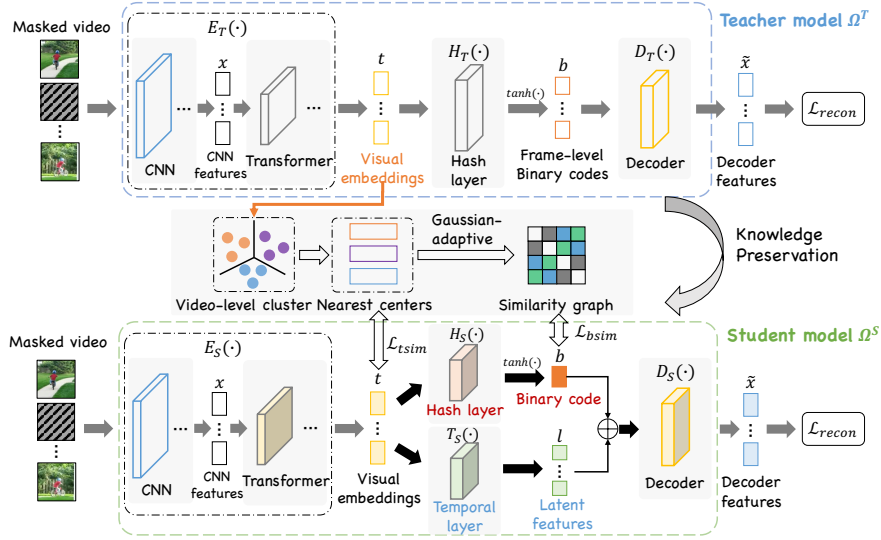 Masked video
E_T(·)
Teacher model Ω^T
x
t
H_T(·)
tanh(·)
b
D_T(·)
x̃
ℒ_recon
CNN
CNN
features
Transformer
Visual
embeddings
Hash
layer
Frame-level
Binary codes
Decoder
Decoder
features
Gaussian-
adaptive
Knowledge
Preservation
Video-level cluster
Nearest centers
Similarity graph
Masked video
Student model Ω^S
E_S(·)
ℒ_tsim
H_S(·)
ℒ_bsim
x
t
tanh(·)
b
D_S(·)
x̃
Hash layer
Binary code
ℒ_recon
T_S(·)
l
CNN
CNN
features
Transformer
Visual
embeddings
Temporal
layer
Latent
features
Decoder
Decoder
features